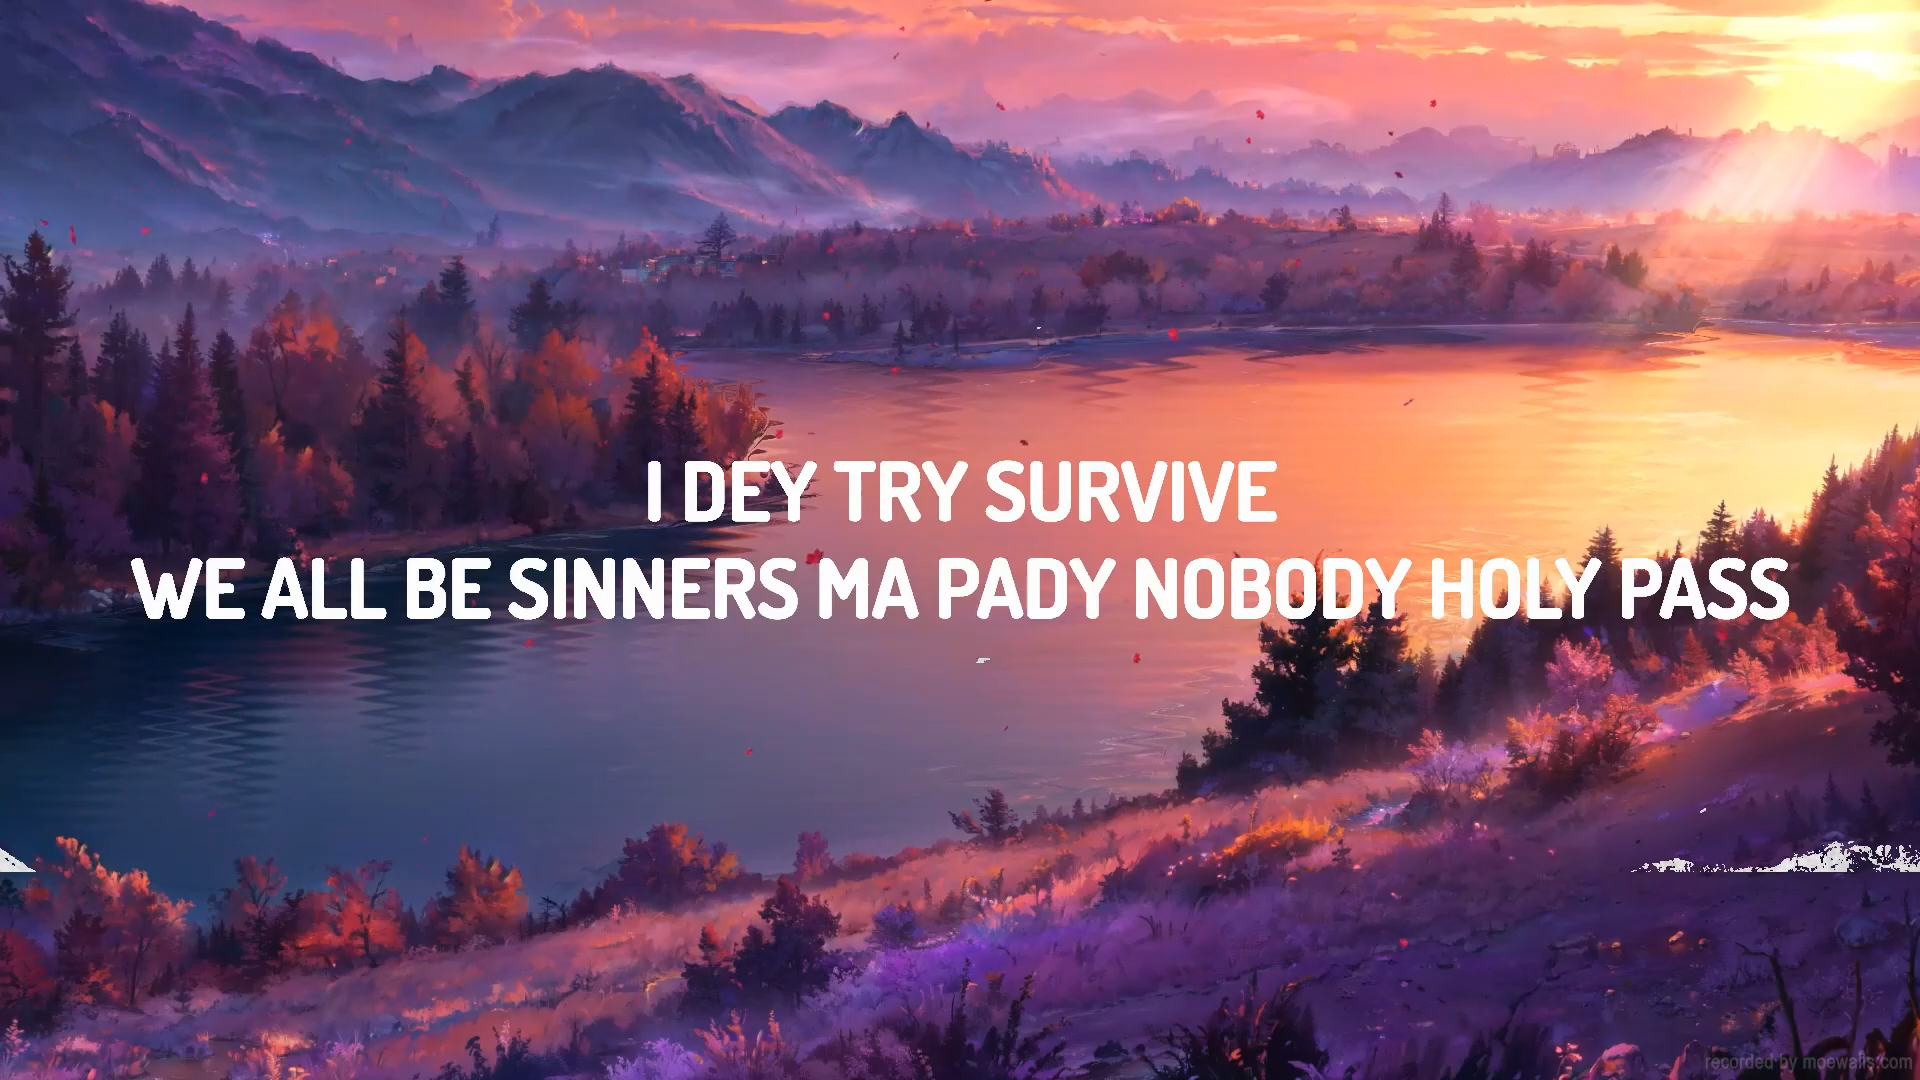 I DEY TRY SURVIVE
WE ALL BE SINNERS MA PADY NOBODY HOLY PASS
recorded by moewalls.com